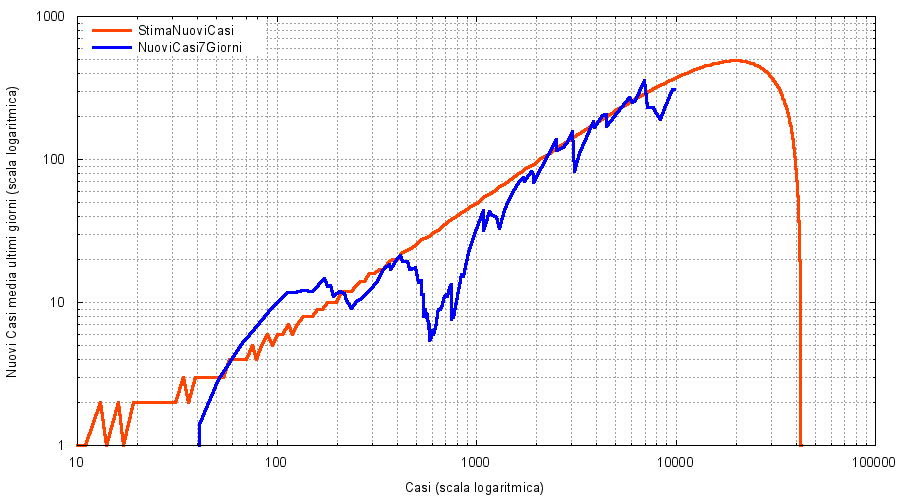 1000
StimaNuoviCasi
NuoviCasi7Giorni
100
10
1
Nuovi Casi media ultimi giorni (scala logaritmica)
10 100 1000 10000 100000
Casi (scala logaritmica)